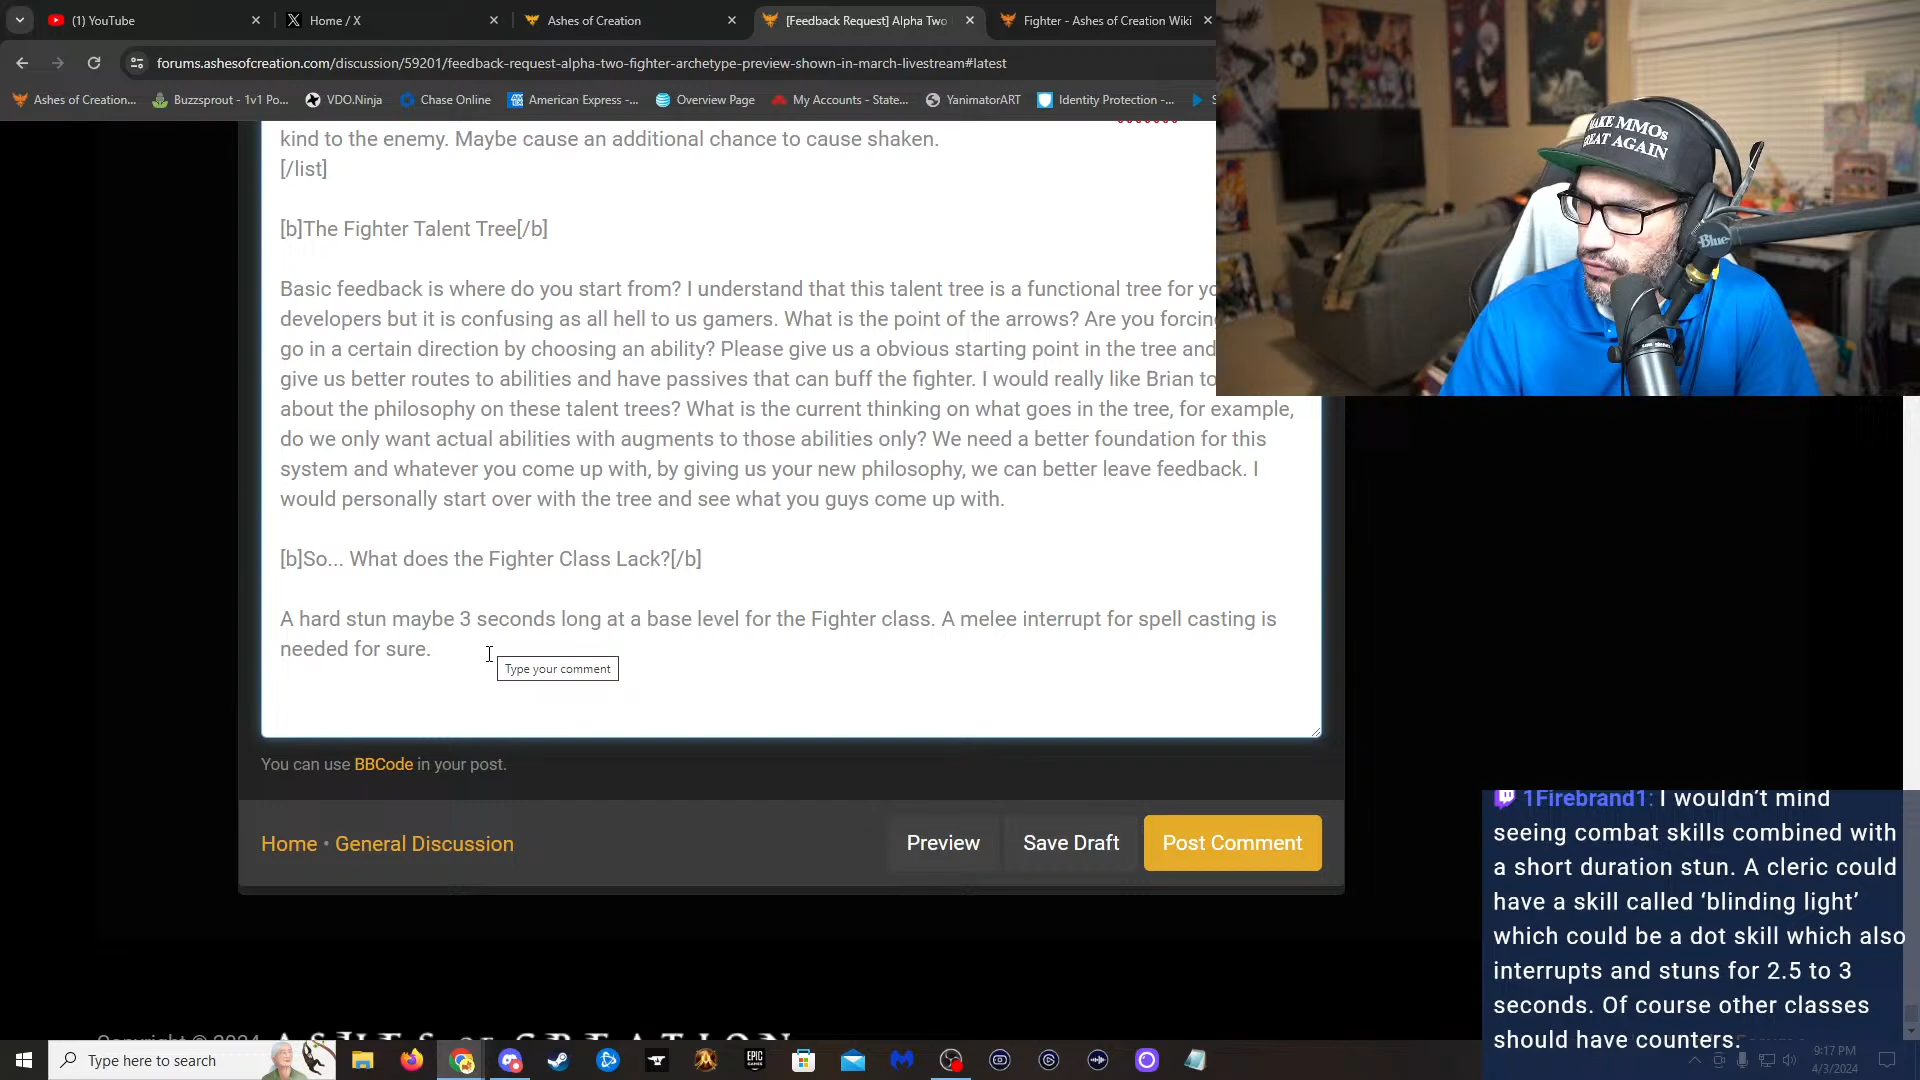 (1) YouTube
Home / X
Ashes of Creation
[Feedback Request] Alpha Two
Fighter - Ashes of Creation Wiki
forums.ashesofcreation.com/discussion/59201/feedback-request-alpha-two-fighter-archetype-preview-shown-in-march-livestream#latest
Ashes of Creation...
Buzzsprout - 1v1 Po...
VDO.Ninja
Chase Online
American Express -...
Overview Page
My Accounts - State...
YanimatorART
Identity Protection -...
MAKE MMOs
GREAT AGAIN
Blue
kind to the enemy. Maybe cause an additional chance to cause shaken.
[/list]
[b]The Fighter Talent Tree[/b]
Basic feedback is where do you start from? I understand that this talent tree is a functional tree for
developers but it is confusing as all hell to us gamers. What is the point of the arrows? Are you forcing
go in a certain direction by choosing an ability? Please give us a obvious starting point in the tree and
give us better routes to abilities and have passives that can buff the fighter. I would really like Brian to
about the philosophy on these talent trees? What is the current thinking on what goes in the tree, for example,
do we only want actual abilities with augments to those abilities only? We need a better foundation for this
system and whatever you come up with, by giving us your new philosophy, we can better leave feedback. I
would personally start over with the tree and see what you guys come up with.
[b]So... What does the Fighter Class Lack?[/b]
A hard stun maybe 3 seconds long at a base level for the Fighter class. A melee interrupt for spell casting is
needed for sure.
Type your comment
You can use BBCode in your post.
Home • General Discussion
Preview
Save Draft
Post Comment
1Firebrand1: I wouldn't mind
seeing combat skills combined with
a short duration stun. A cleric could
have a skill called ‘blinding light’
which could be a dot skill which also
interrupts and stuns for 2.5 to 3
seconds. Of course other classes
should have counters.
Copyright © 2024
ASHES OF CREATION
Type here to search
EPIC
GAMES
9:17 PM
4/3/2024